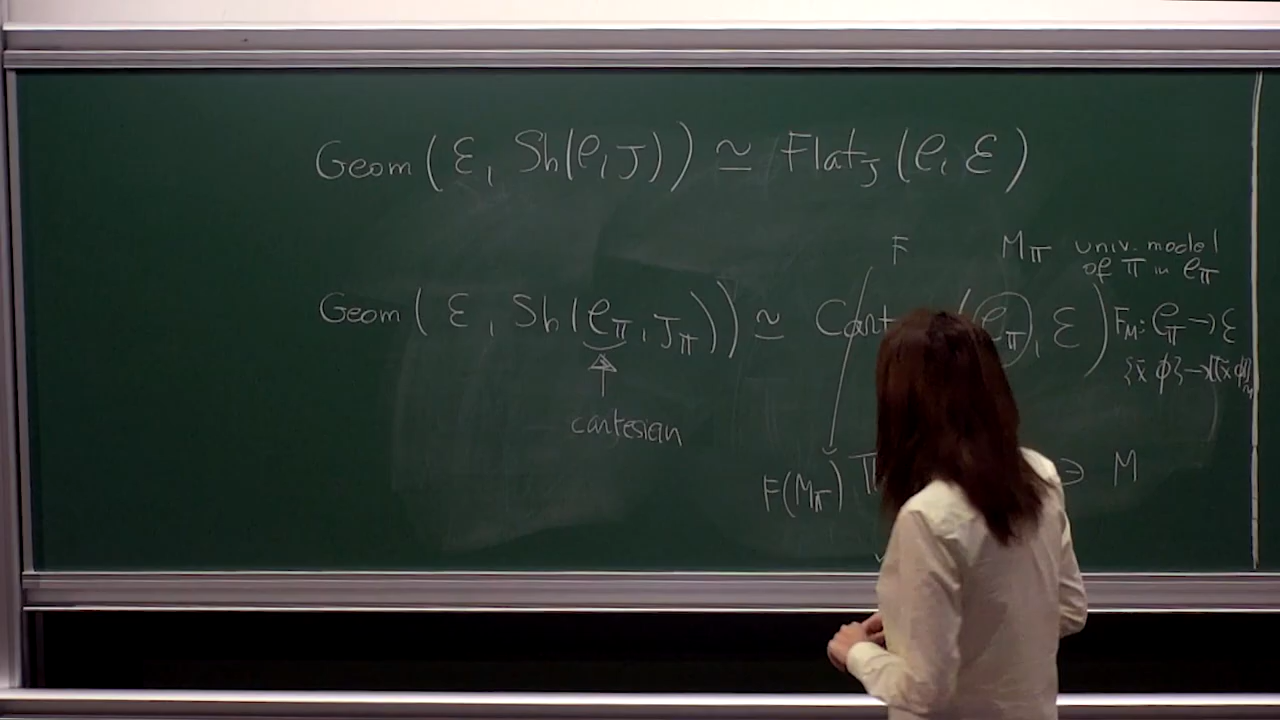 Geom(ℰ, Sh(𝒞, J)) ≃ Flat_J(𝒞, ℰ)
F M_𝕋 univ. model
of 𝕋 in 𝒞_𝕋
Geom(ℰ, Sh(𝒞_𝕋, J_𝕋)) ≃ Cart (𝒞_𝕋, ℰ) F_M: 𝒞_𝕋 → ℰ
{x⃗ . φ} → [[x⃗ . φ]]_M
cartesian
F(M_𝕋) 𝕋 ∋ M